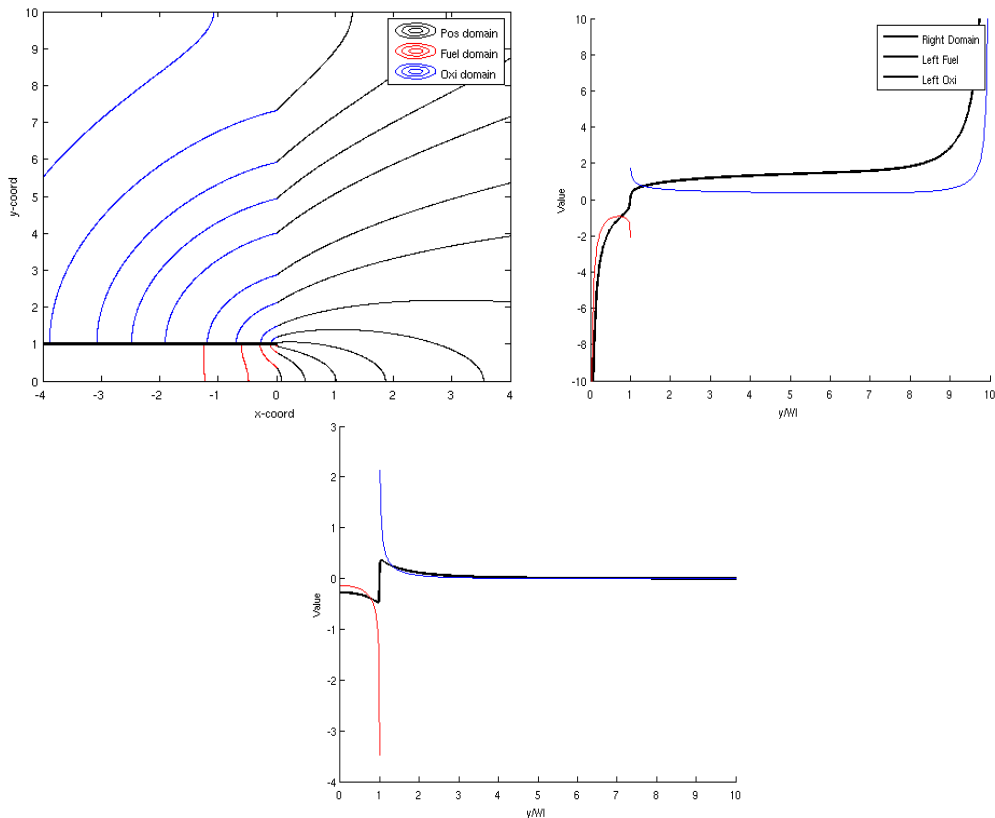 10
9
8
7
6
5
4
3
2
1
0
y-coord
-4 -3 -2 -1 0 1 2 3 4
x-coord
Pos domain
Fuel domain
Oxi domain
10
8
6
4
2
0
-2
-4
-6
-8
-10
Value
0 1 2 3 4 5 6 7 8 9 10
y/Wl
Right Domain
Left Fuel
Left Oxi
3
2
1
0
-1
-2
-3
-4
Value
0 1 2 3 4 5 6 7 8 9 10
y/Wl